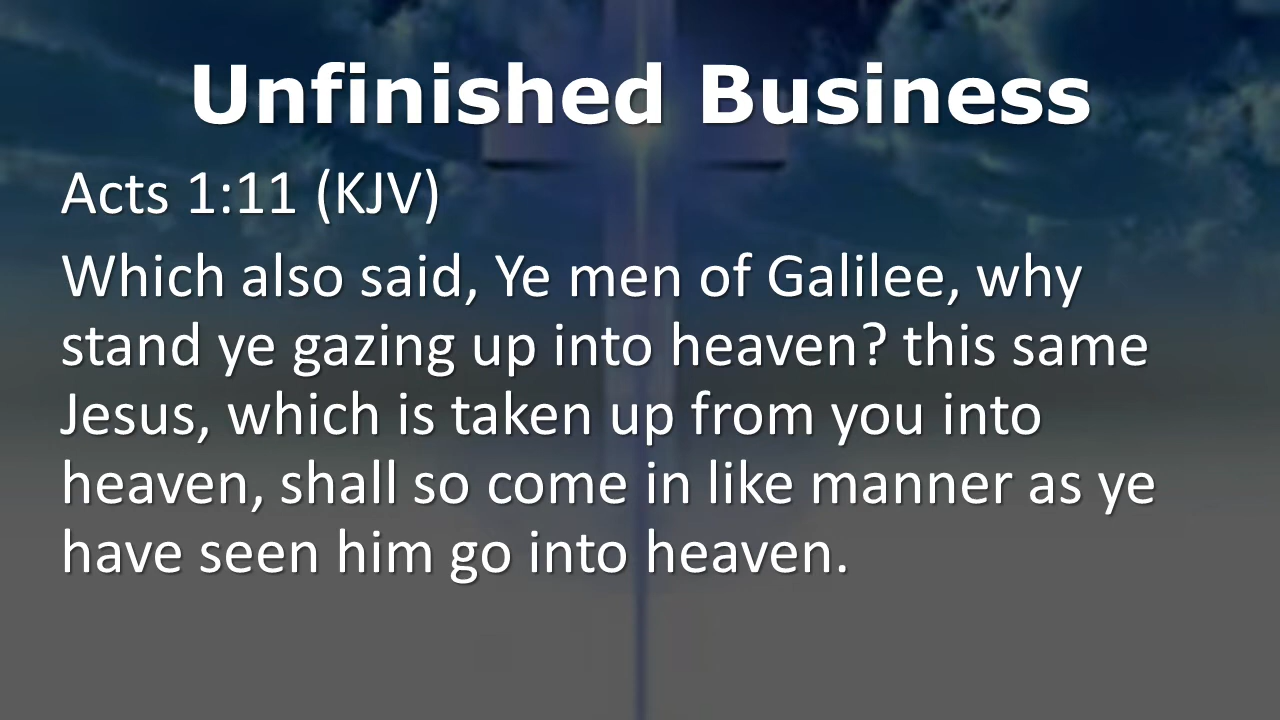 Unfinished Business
Acts 1:11 (KJV)
Which also said, Ye men of Galilee, why
stand ye gazing up into heaven? this same
Jesus, which is taken up from you into
heaven, shall so come in like manner as ye
have seen him go into heaven.